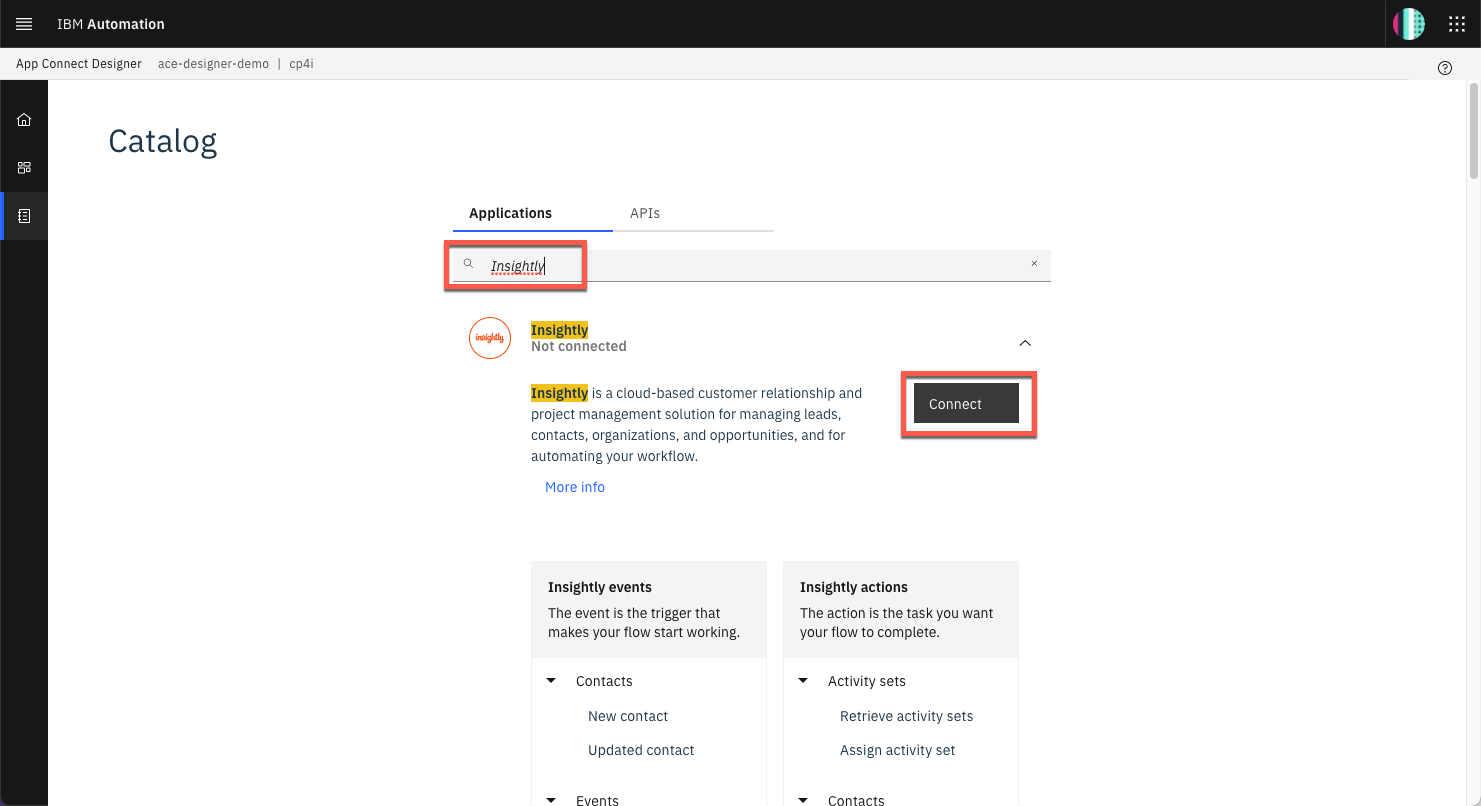 IBM Automation
App Connect Designer ace-designer-demo | cp4i
Catalog
Applications APIs
Insightly
insightly
Insightly
Not connected
Insightly is a cloud-based customer relationship and
project management solution for managing leads,
contacts, organizations, and opportunities, and for
automating your workflow.
Connect
More info
Insightly events
The event is the trigger that
makes your flow start working.
Contacts
New contact
Updated contact
Events
Insightly actions
The action is the task you want
your flow to complete.
Activity sets
Retrieve activity sets
Assign activity set
Contacts